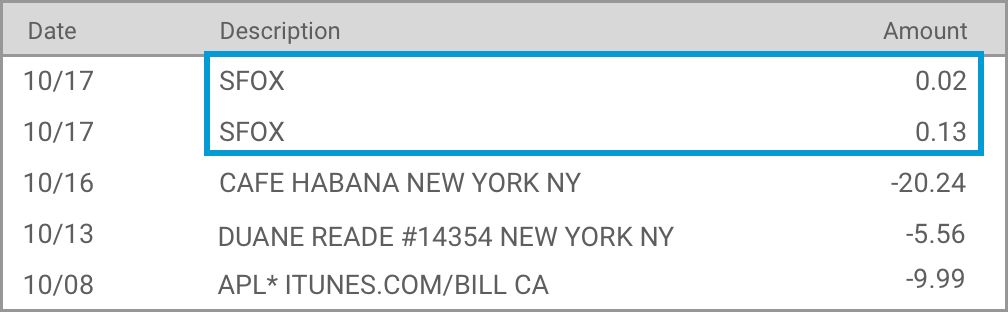 Date Description Amount
10/17 SFOX 0.02
10/17 SFOX 0.13
10/16 CAFE HABANA NEW YORK NY -20.24
10/13 DUANE READE #14354 NEW YORK NY -5.56
10/08 APL* ITUNES.COM/BILL CA -9.99